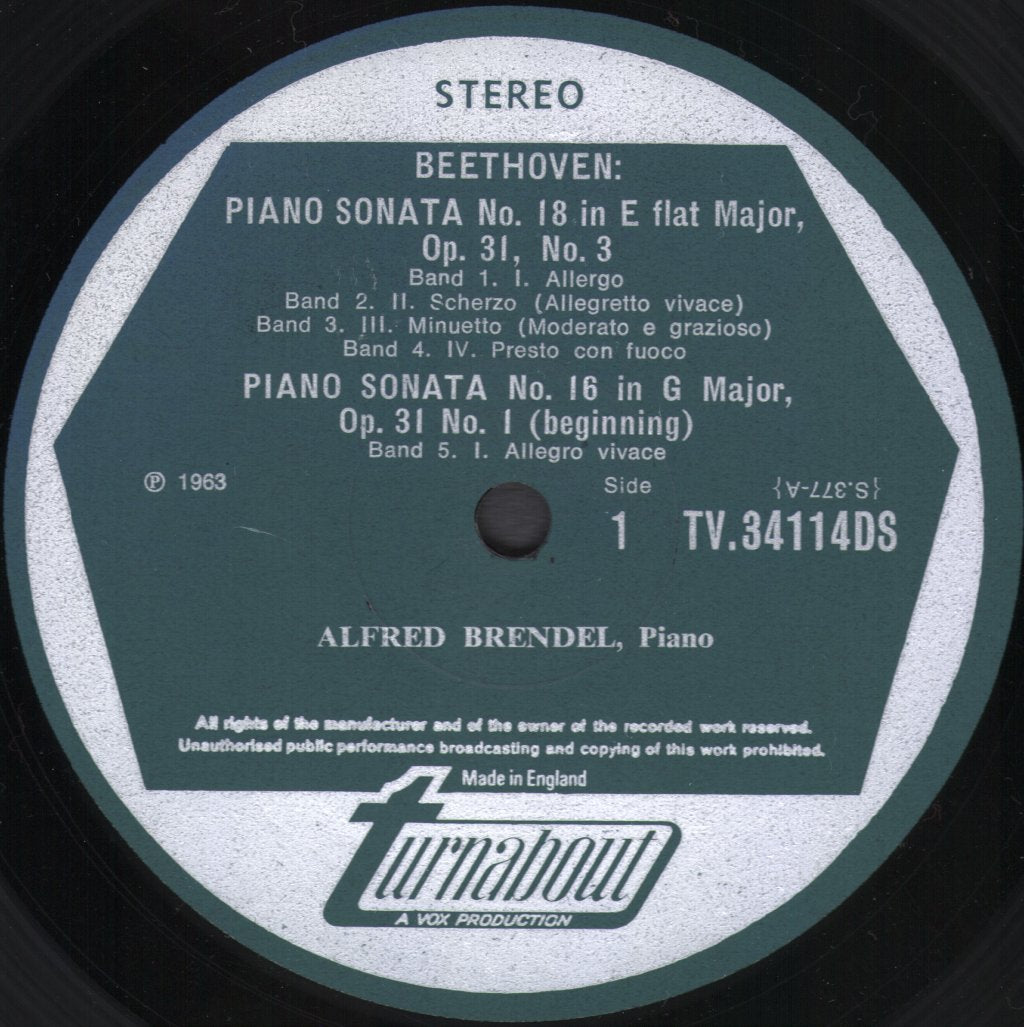 STEREO
BEETHOVEN:
PIANO SONATA No. 18 in E flat Major,
Op. 31, No. 3
Band 1. I. Allergo
Band 2. II. Scherzo (Allegretto vivace)
Band 3. III. Minuetto (Moderato e grazioso)
Band 4. IV. Presto con fuoco
PIANO SONATA No. 16 in G Major,
Op. 31 No. 1 (beginning)
Band 5. I. Allegro vivace
℗ 1963
Side
{S.377-A}
1 TV.34114DS
ALFRED BRENDEL, Piano
All rights of the manufacturer and of the owner of the recorded work reserved.
Unauthorised public performance broadcasting and copying of this work prohibited.
Made in England
turnabout
A VOX PRODUCTION